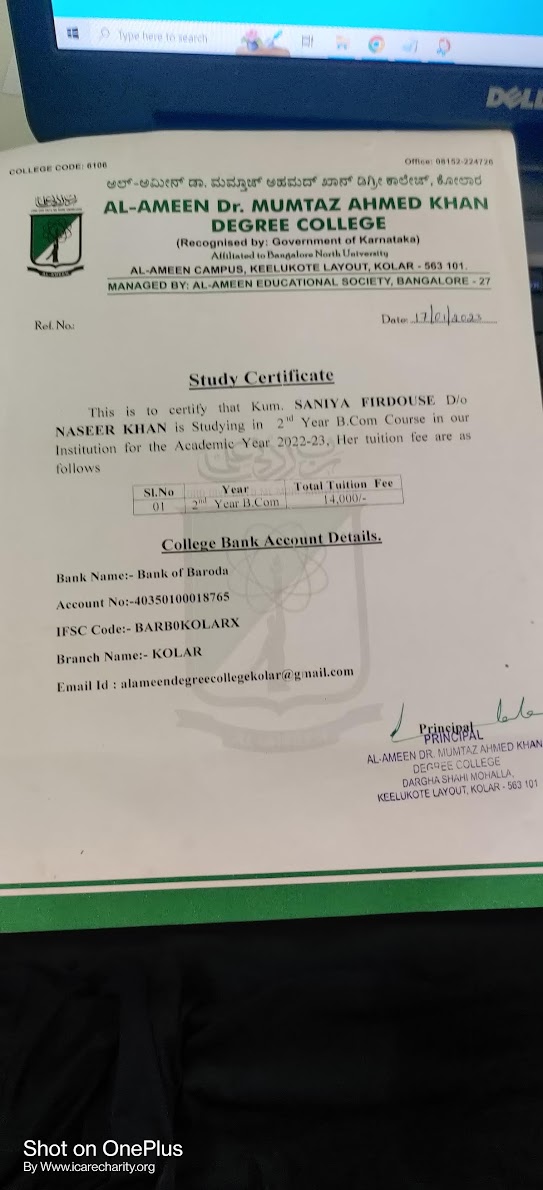 Type here to search
DELL
COLLEGE CODE: 6106
Office: 08152-224726
ಅಲ್-ಅಮೀನ್ ಡಾ. ಮಮ್ತಾಜ್ ಅಹಮದ್ ಖಾನ್ ಡಿಗ್ರೀ ಕಾಲೇಜ್, ಕೋಲಾರ
AL-AMEEN Dr. MUMTAZ AHMED KHAN
DEGREE COLLEGE
(Recognised by: Government of Karnataka)
Affiliated to Bangalore North University
AL-AMEEN CAMPUS, KEELUKOTE LAYOUT, KOLAR - 563 101.
MANAGED BY: AL-AMEEN EDUCATIONAL SOCIETY, BANGALORE - 27
AL-AMEEN
Ref. No.:
Date: 17/01/2023
Study Certificate
This is to certify that Kum. SANIYA FIRDOUSE D/o
NASEER KHAN is Studying in 2nd Year B.Com Course in our
Institution for the Academic Year 2022-23, Her tuition fee are as
follows
Sl.No Year Total Tuition Fee
01 2nd Year B.Com 14,000/-
College Bank Account Details.
Bank Name:- Bank of Baroda
Account No:-40350100018765
IFSC Code:- BARB0KOLARX
Branch Name:- KOLAR
Email Id : alameendegreecollegekolar@gmail.com
Principal
PRINCIPAL
AL-AMEEN DR. MUMTAZ AHMED KHAN
DEGREE COLLEGE
DARGHA SHAHI MOHALLA,
KEELUKOTE LAYOUT, KOLAR - 563 101
Shot on OnePlus
By Www.icarecharity.org